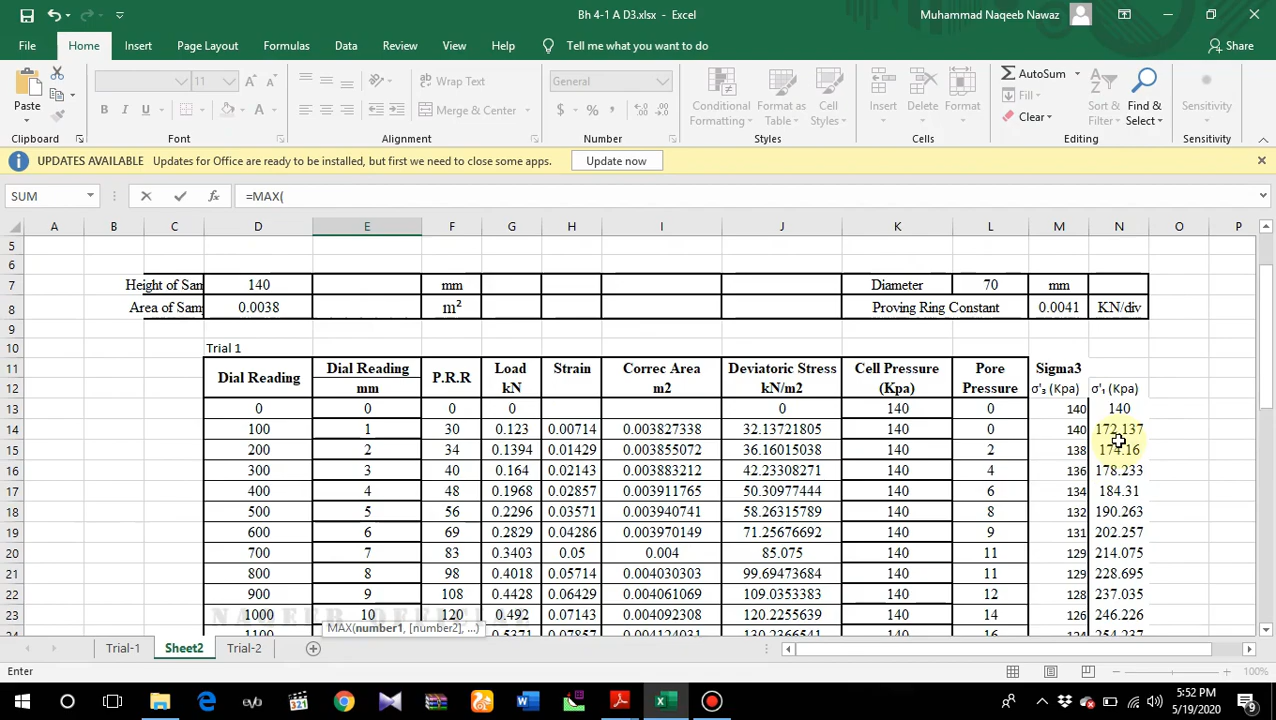 Bh 4-1 A D3.xlsx - Excel
Muhammad Naqeeb Nawaz
File Home Insert Page Layout Formulas Data Review View Help Tell me what you want to do Share
Paste
11
Wrap Text
General
Merge & Center
Conditional Formatting
Format as Table
Cell Styles
Insert Delete Format
AutoSum
Fill
Clear
Sort & Filter
Find & Select
Sensitivity
Clipboard Font Alignment Number Styles Cells Editing Sensitivity
UPDATES AVAILABLE Updates for Office are ready to be installed, but first we need to close some apps. Update now
SUM =MAX(
A B C D E F G H I J K L M N O P
5
6
7 Height of Sam 140 mm Diameter 70 mm
8 Area of Sam 0.0038 m² Proving Ring Constant 0.0041 KN/div
9
10 Trial 1
11 Dial Reading Dial Reading P.R.R Load Strain Correc Area Deviatoric Stress Cell Pressure Pore Sigma3
12 mm kN m2 kN/m2 (Kpa) Pressure σ'₃ (Kpa) σ'₁ (Kpa)
13 0 0 0 0 0 140 0 140 140
14 100 1 30 0.123 0.00714 0.003827338 32.13721805 140 0 140 172.137
15 200 2 34 0.1394 0.01429 0.003855072 36.16015038 140 2 138 174.16
16 300 3 40 0.164 0.02143 0.003883212 42.23308271 140 4 136 178.233
17 400 4 48 0.1968 0.02857 0.003911765 50.30977444 140 6 134 184.31
18 500 5 56 0.2296 0.03571 0.003940741 58.26315789 140 8 132 190.263
19 600 6 69 0.2829 0.04286 0.003970149 71.25676692 140 9 131 202.257
20 700 7 83 0.3403 0.05 0.004 85.075 140 11 129 214.075
21 800 8 98 0.4018 0.05714 0.004030303 99.69473684 140 11 129 228.695
22 900 9 108 0.4428 0.06429 0.004061069 109.0353383 140 12 128 237.035
23 1000 10 120 0.492 0.07143 0.004092308 120.2255639 140 14 126 246.226
MAX(number1, [number2], ...)
Trial-1 Sheet2 Trial-2
Enter
100%
5:52 PM
5/19/2020